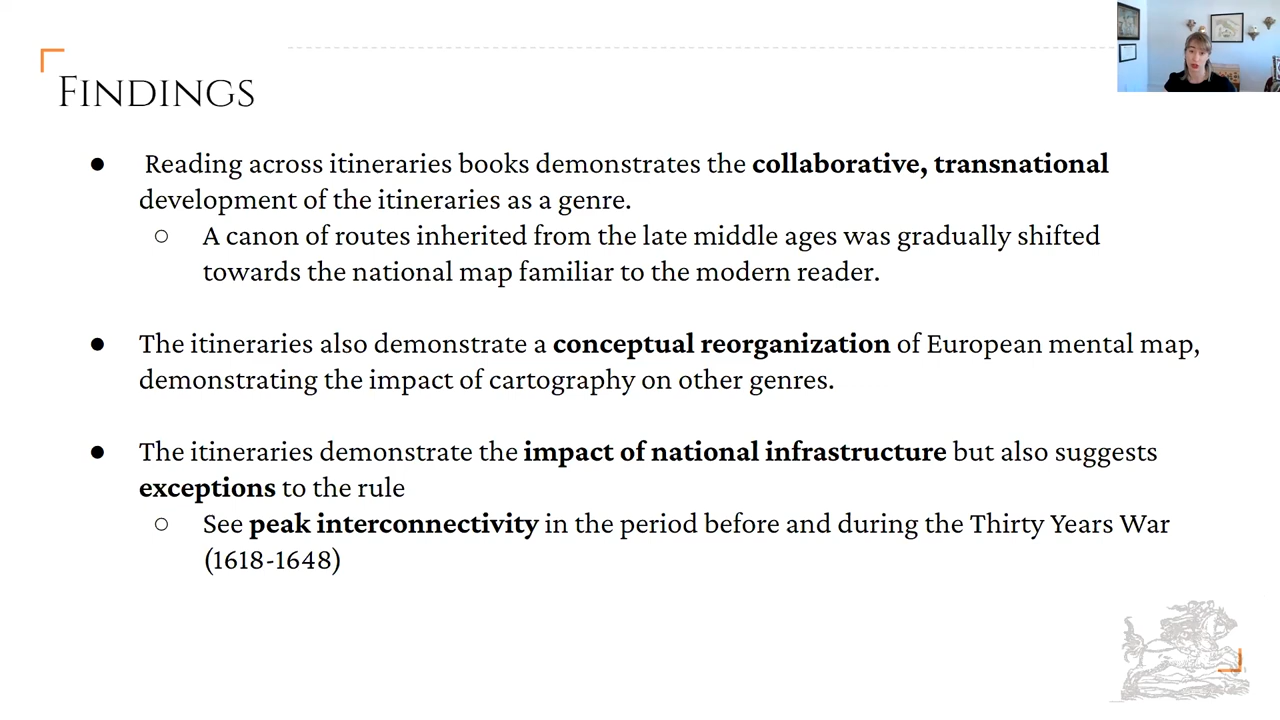 FINDINGS
● Reading across itineraries books demonstrates the collaborative, transnational
development of the itineraries as a genre.
○ A canon of routes inherited from the late middle ages was gradually shifted
towards the national map familiar to the modern reader.
● The itineraries also demonstrate a conceptual reorganization of European mental map,
demonstrating the impact of cartography on other genres.
● The itineraries demonstrate the impact of national infrastructure but also suggests
exceptions to the rule
○ See peak interconnectivity in the period before and during the Thirty Years War
(1618-1648)